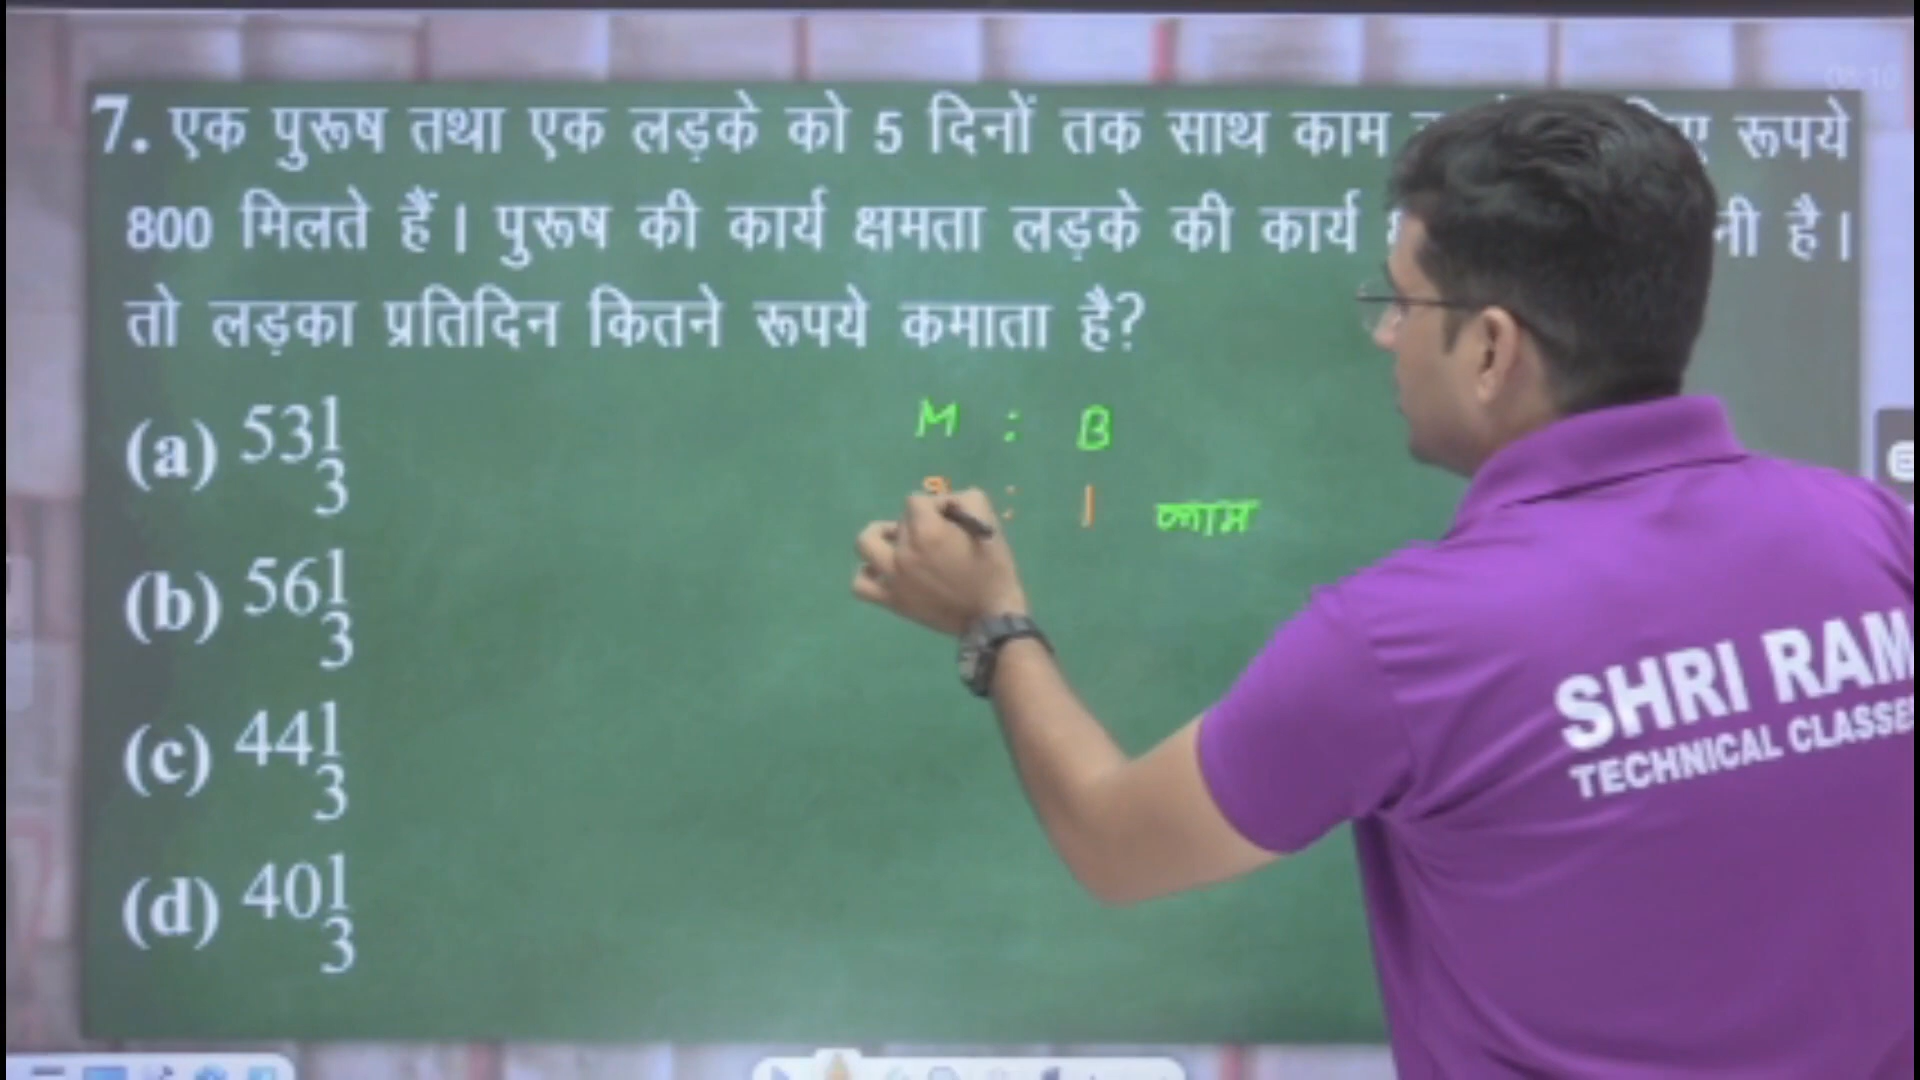 7. एक पुरूष तथा एक लड़के को 5 दिनों तक साथ काम रूपये
800 मिलते हैं। पुरूष की कार्य क्षमता लड़के की कार्य है।
तो लड़का प्रतिदिन कितने रूपये कमाता है?
(a) 53 1/3
(b) 56 1/3
(c) 44 1/3
(d) 40 1/3
M : B
: 1 काम
SHRI RAM
TECHNICAL CLASSES